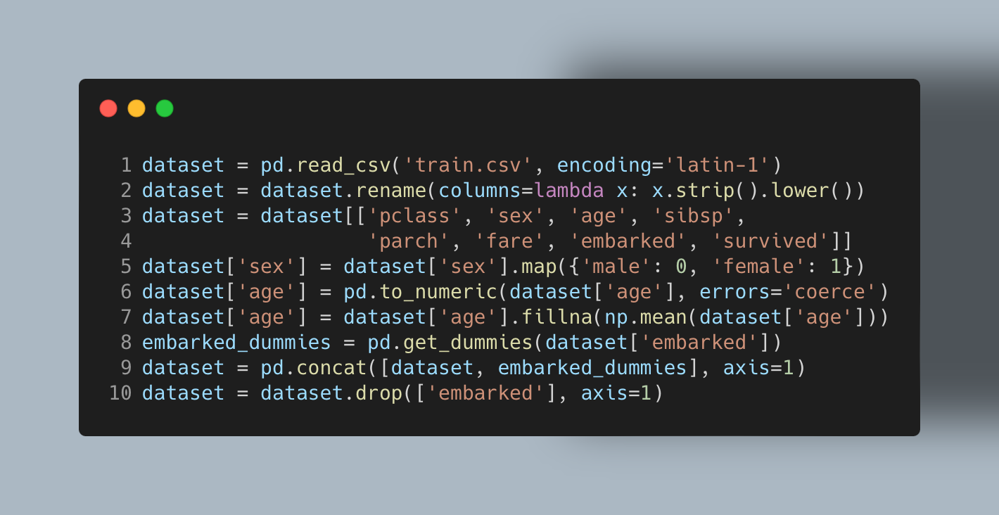 1 dataset = pd.read_csv('train.csv', encoding='latin-1')
2 dataset = dataset.rename(columns=lambda x: x.strip().lower())
3 dataset = dataset[['pclass', 'sex', 'age', 'sibsp',
4                    'parch', 'fare', 'embarked', 'survived']]
5 dataset['sex'] = dataset['sex'].map({'male': 0, 'female': 1})
6 dataset['age'] = pd.to_numeric(dataset['age'], errors='coerce')
7 dataset['age'] = dataset['age'].fillna(np.mean(dataset['age']))
8 embarked_dummies = pd.get_dummies(dataset['embarked'])
9 dataset = pd.concat([dataset, embarked_dummies], axis=1)
10 dataset = dataset.drop(['embarked'], axis=1)